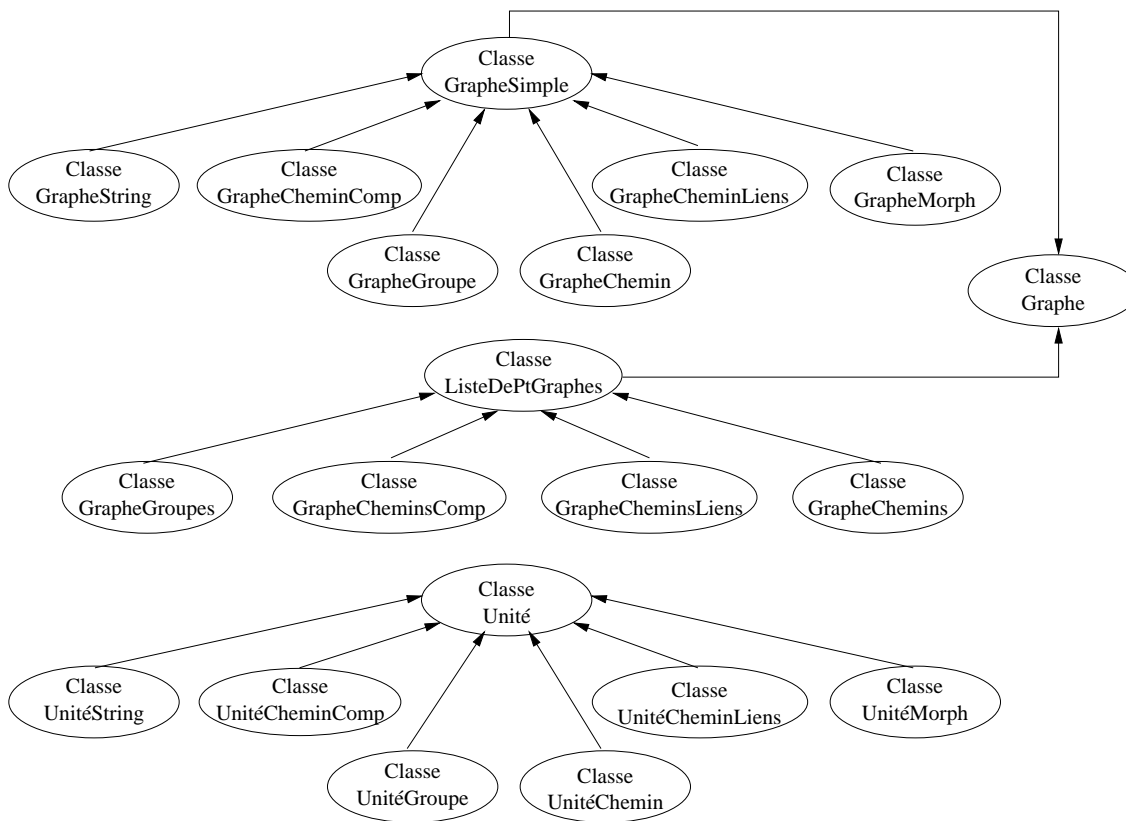 Classe
GrapheSimple
Classe
GrapheString
Classe
GrapheCheminComp
Classe
GrapheCheminLiens
Classe
GrapheMorph
Classe
GrapheGroupe
Classe
GrapheChemin
Classe
Graphe
Classe
ListeDePtGraphes
Classe
GrapheGroupes
Classe
GrapheCheminsComp
Classe
GrapheCheminsLiens
Classe
GrapheChemins
Classe
Unité
Classe
UnitéString
Classe
UnitéCheminComp
Classe
UnitéCheminLiens
Classe
UnitéMorph
Classe
UnitéGroupe
Classe
UnitéChemin